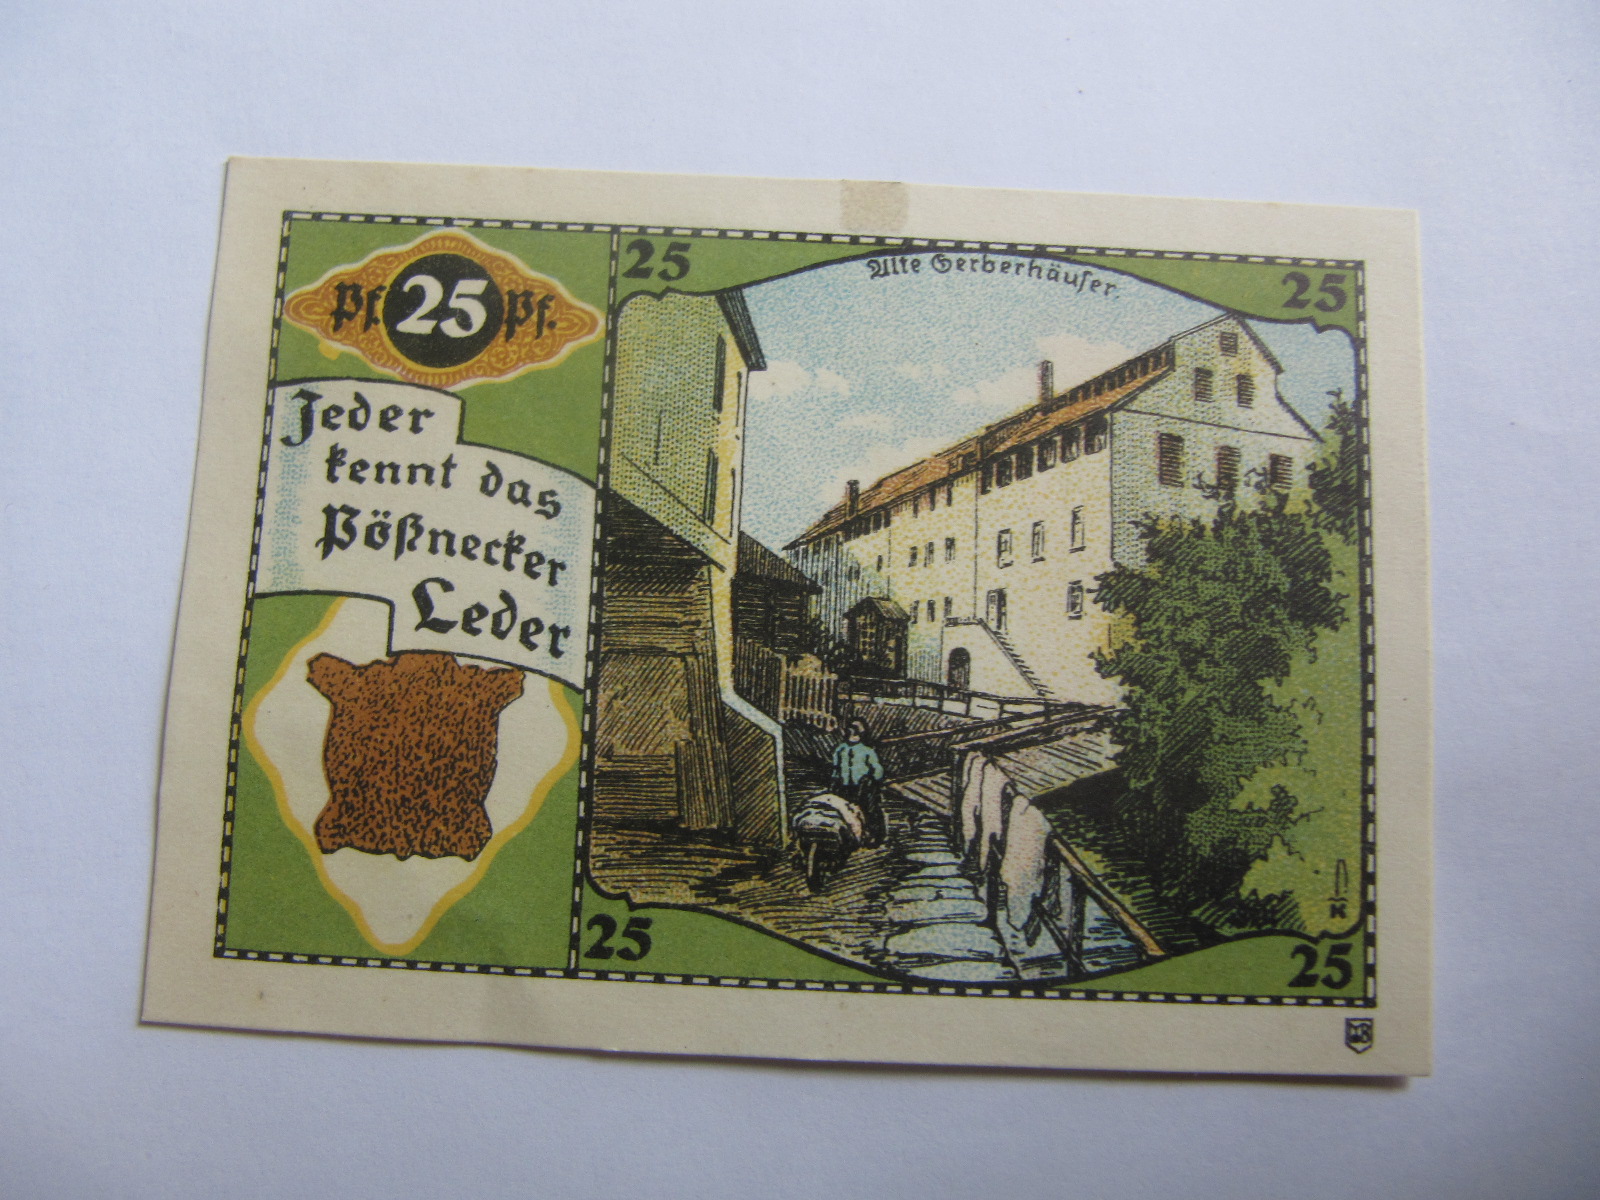 Pf. 25 Pf.
Jeder
kennt das
Pößnecker
Leder
25
Alte Gerberhäuser.
25
25
25
K